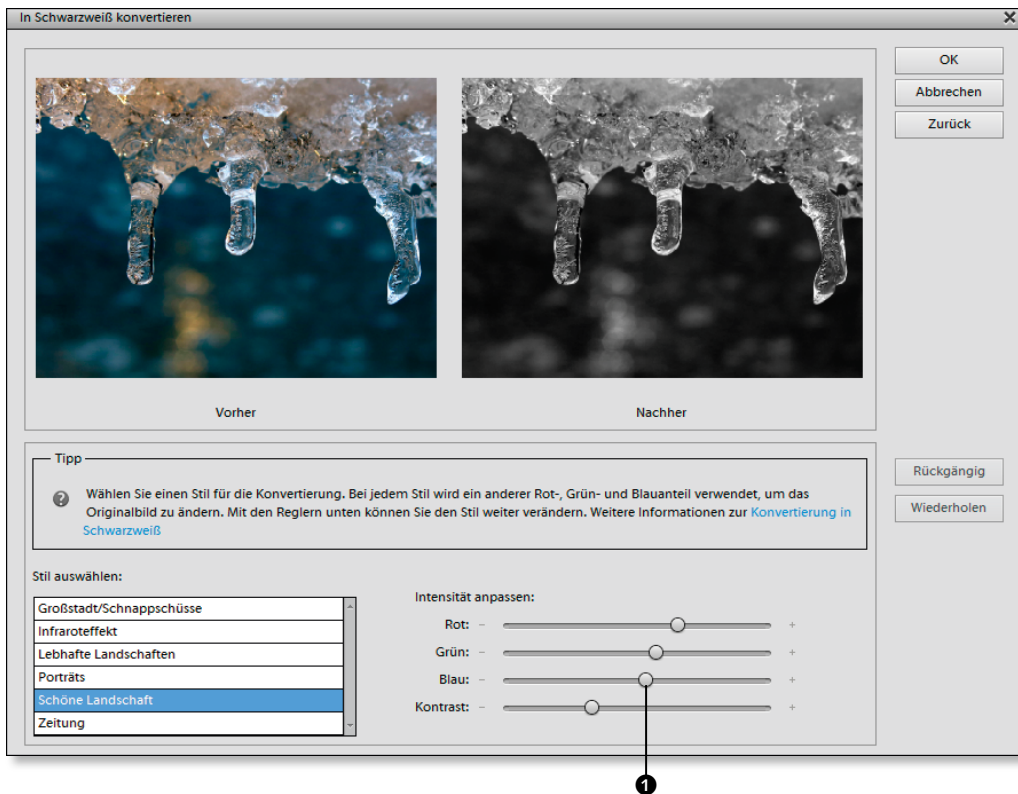 In Schwarzweiß konvertieren
OK
Abbrechen
Zurück
Vorher
Nachher
Tipp
Wählen Sie einen Stil für die Konvertierung. Bei jedem Stil wird ein anderer Rot-, Grün- und Blauanteil verwendet, um das
Originalbild zu ändern. Mit den Reglern unten können Sie den Stil weiter verändern. Weitere Informationen zur Konvertierung in
Schwarzweiß
Rückgängig
Wiederholen
Stil auswählen:
Großstadt/Schnappschüsse
Infraroteffekt
Lebhafte Landschaften
Porträts
Schöne Landschaft
Zeitung
Intensität anpassen:
Rot: - +
Grün: - +
Blau: - +
Kontrast: - +
1